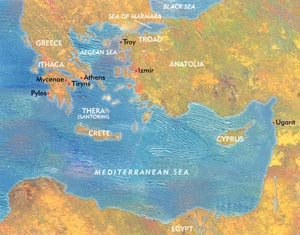 BLACK SEA
SEA OF MARMARA
GREECE
Troy
TROAD
AEGEAN SEA
ITHACA
Izmir
ANATOLIA
Mycenae
Athens
Tiryns
Pylos
THERA
(SANTORINI)
Ugarit
CRETE
CYPRUS
MEDITERRANEAN SEA
EGYPT